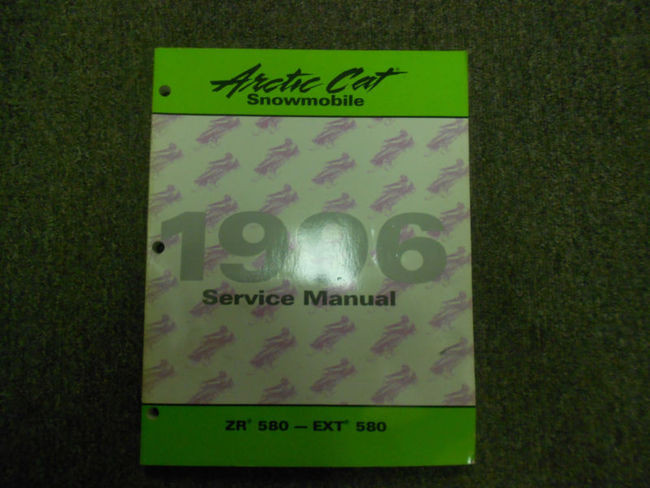 Arctic Cat®
Snowmobile
1996
Service Manual
ZR® 580 — EXT® 580